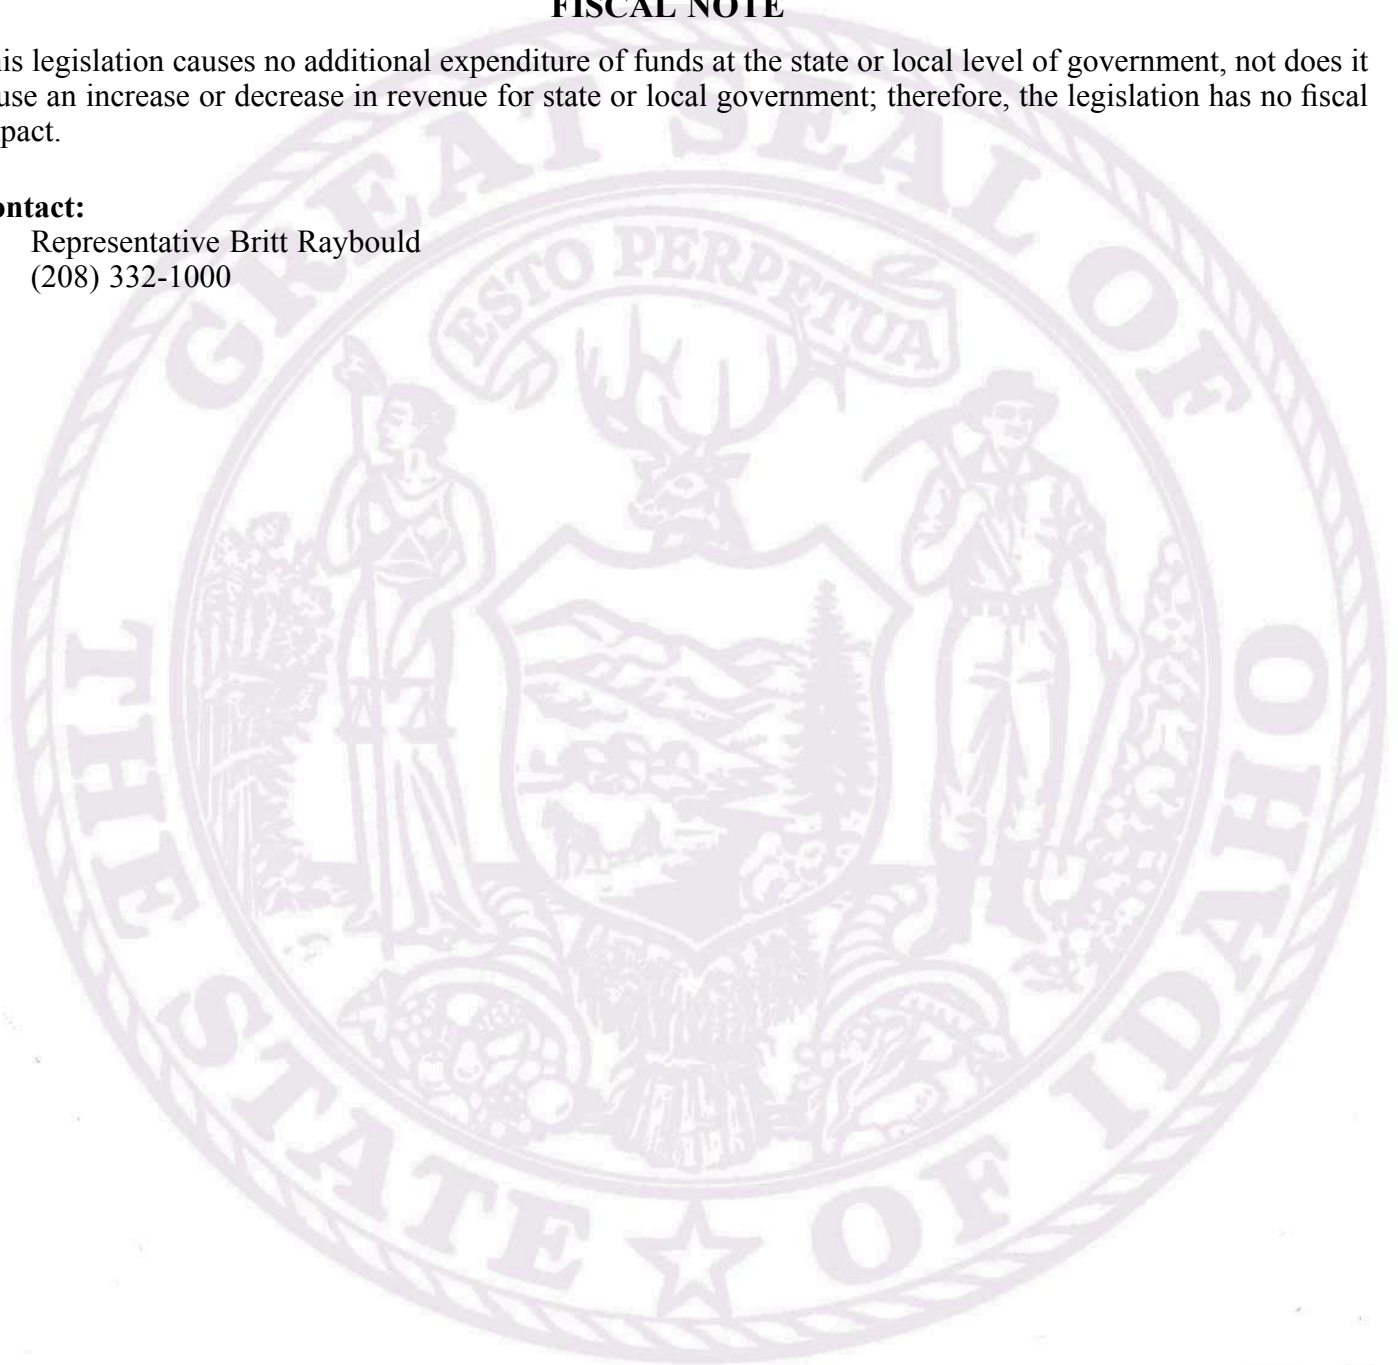 FISCAL NOTE
his legislation causes no additional expenditure of funds at the state or local level of government, not does it
use an increase or decrease in revenue for state or local government; therefore, the legislation has no fiscal
pact.
ontact:
Representative Britt Raybould
(208) 332-1000
GREAT SEAL OF
THE
STATE OF IDAHO
ESTO PERPETUA